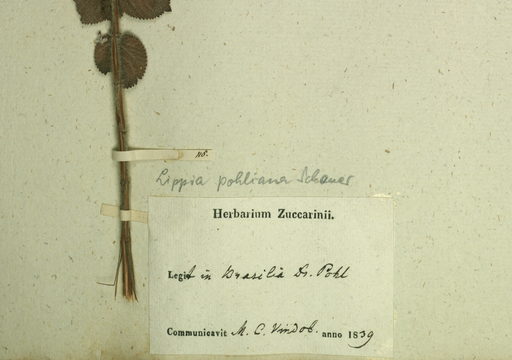 Lippia pohliana Schauer
Herbarium Zuccarinii.
Legit in Brasilia Dr. Pohl
Communicavit M. C. Vindob. anno 1839